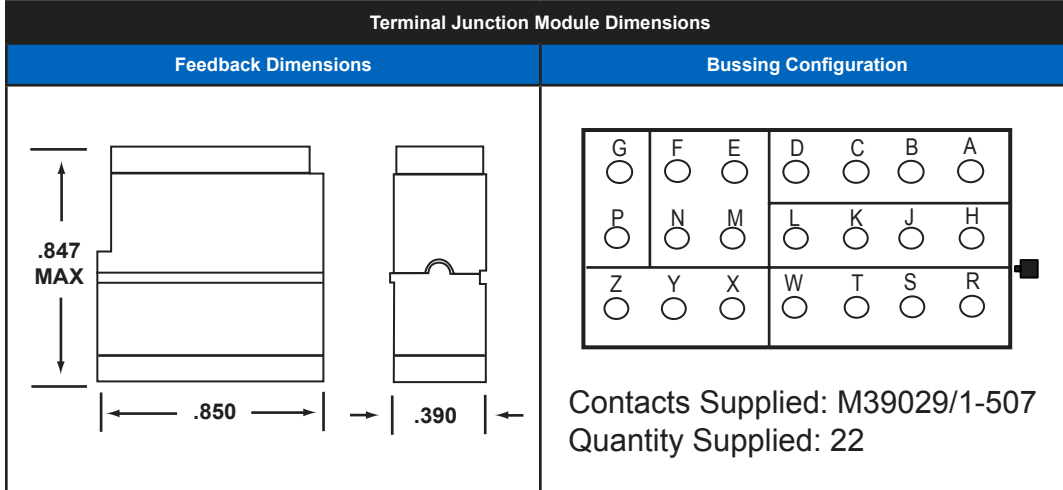 Terminal Junction Module Dimensions
Feedback Dimensions
Bussing Configuration
.847
MAX
.850
.390
G F E D C B A
P N M L K J H
Z Y X W T S R
Contacts Supplied: M39029/1-507
Quantity Supplied: 22